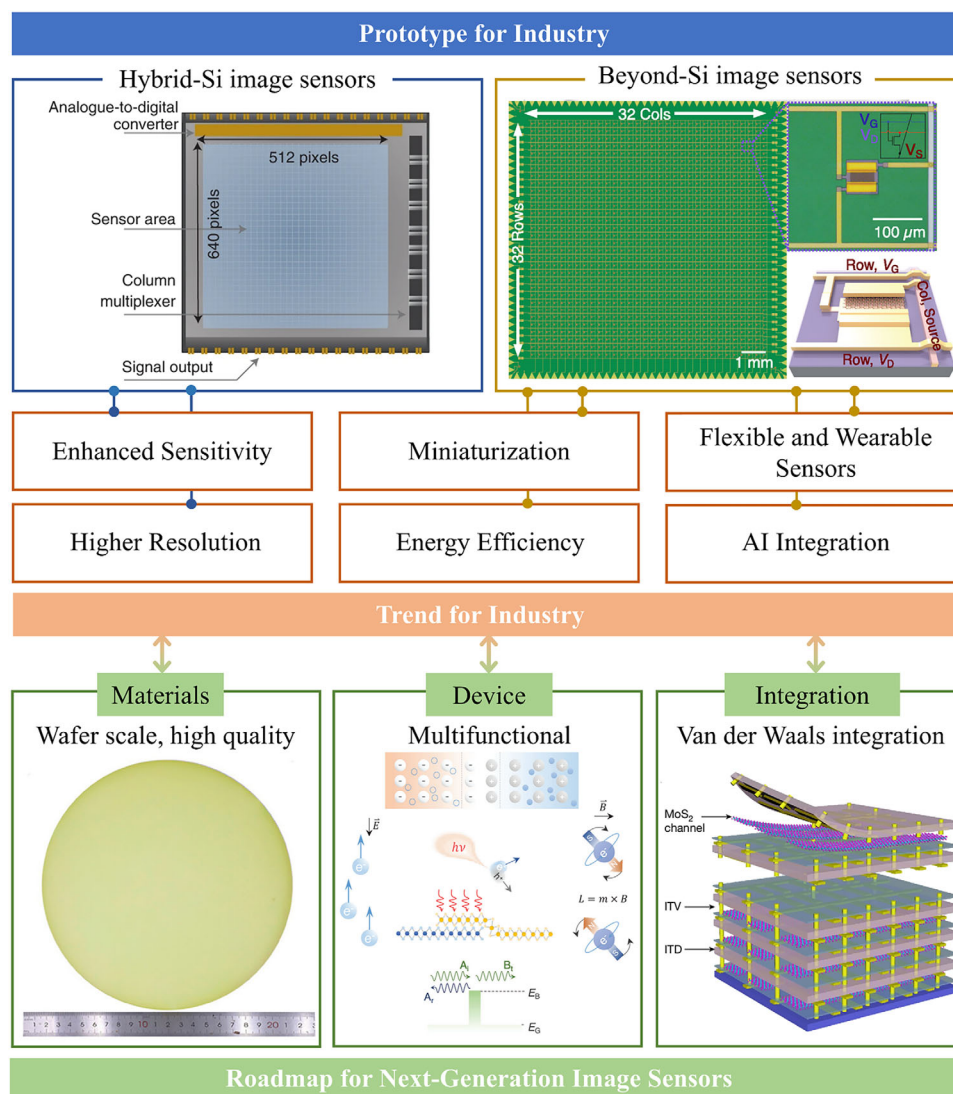 Prototype for Industry
Hybrid-Si image sensors
Analogue-to-digital
converter
512 pixels
640 pixels
Sensor area
Column
multiplexer
Signal output
Beyond-Si image sensors
32 Cols
32 Rows
1 mm
V_G
V_S
100 μm
Row, V_G
Col, Source
Row, V_D
Enhanced Sensitivity
Miniaturization
Flexible and Wearable
Sensors
Higher Resolution
Energy Efficiency
AI Integration
Trend for Industry
Materials
Wafer scale, high quality
Device
Multifunctional
E
B
hν
e⁻
h⁺
L = m × B
A_r
B_t
E_B
E_G
Integration
Van der Waals integration
MoS₂
channel
ITV
ITD
Roadmap for Next-Generation Image Sensors